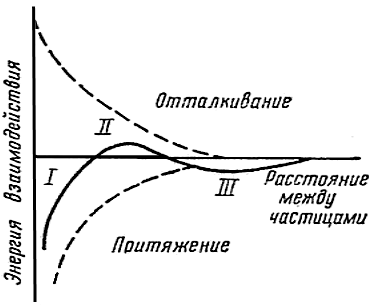 Энергия взаимодействия
Отталкивание
I
II
III
Расстояние
между
частицами
Притяжение